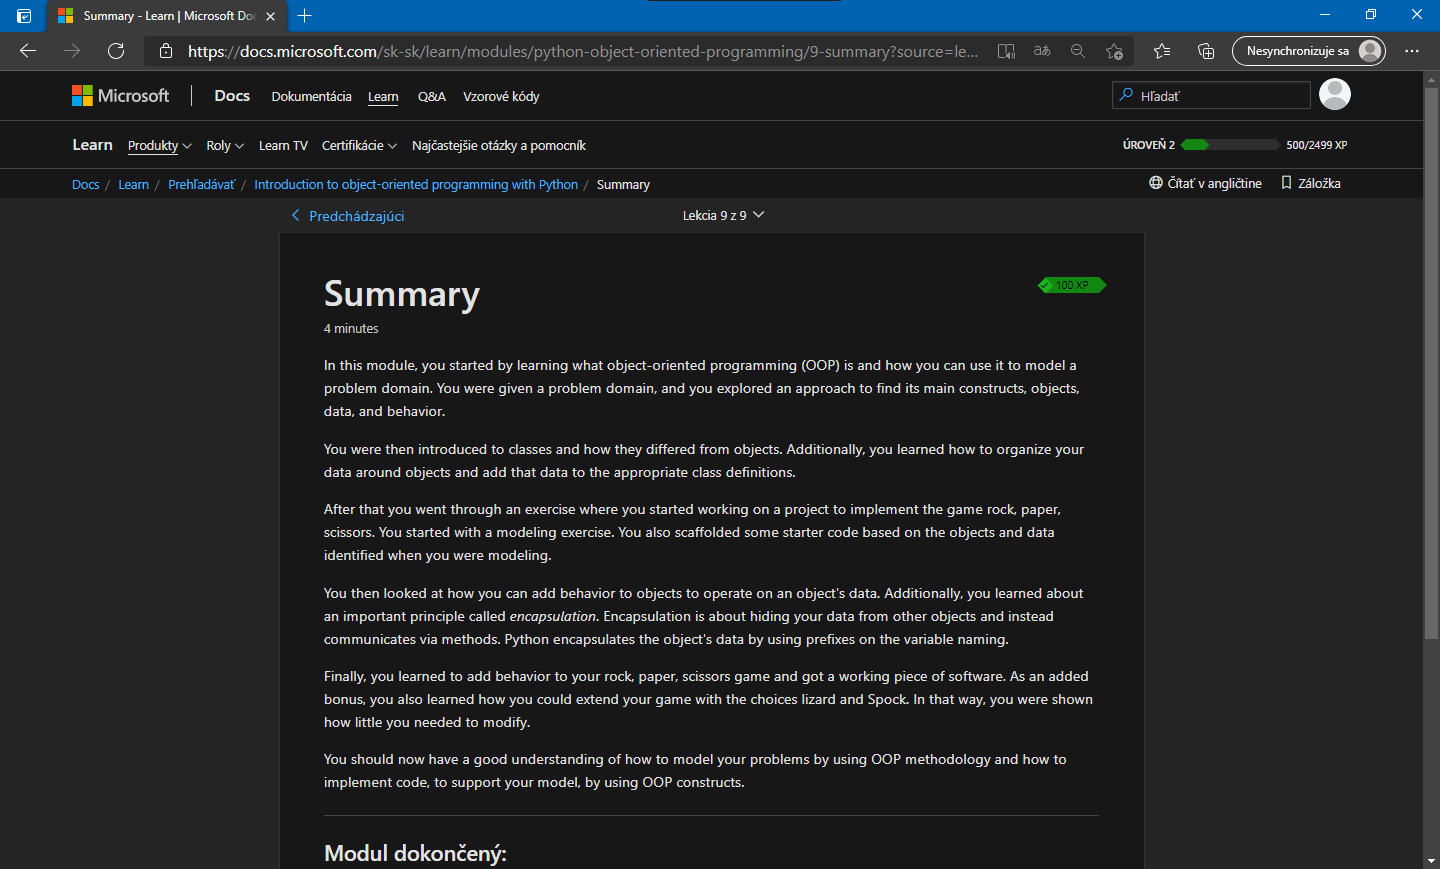 Summary - Learn | Microsoft Doc
https://docs.microsoft.com/sk-sk/learn/modules/python-object-oriented-programming/9-summary?source=le...
Nesynchronizuje sa
Microsoft
Docs
Dokumentácia
Learn
Q&A
Vzorové kódy
Hľadať
Learn
Produkty
Roly
Learn TV
Certifikácie
Najčastejšie otázky a pomocník
ÚROVEŇ 2
500/2499 XP
Docs / Learn / Prehľadávať / Introduction to object-oriented programming with Python / Summary
Čítať v angličtine
Záložka
Predchádzajúci
Lekcia 9 z 9
Summary
100 XP
4 minutes
In this module, you started by learning what object-oriented programming (OOP) is and how you can use it to model a
problem domain. You were given a problem domain, and you explored an approach to find its main constructs, objects,
data, and behavior.
You were then introduced to classes and how they differed from objects. Additionally, you learned how to organize your
data around objects and add that data to the appropriate class definitions.
After that you went through an exercise where you started working on a project to implement the game rock, paper,
scissors. You started with a modeling exercise. You also scaffolded some starter code based on the objects and data
identified when you were modeling.
You then looked at how you can add behavior to objects to operate on an object's data. Additionally, you learned about
an important principle called encapsulation. Encapsulation is about hiding your data from other objects and instead
communicates via methods. Python encapsulates the object's data by using prefixes on the variable naming.
Finally, you learned to add behavior to your rock, paper, scissors game and got a working piece of software. As an added
bonus, you also learned how you could extend your game with the choices lizard and Spock. In that way, you were shown
how little you needed to modify.
You should now have a good understanding of how to model your problems by using OOP methodology and how to
implement code, to support your model, by using OOP constructs.
Modul dokončený: